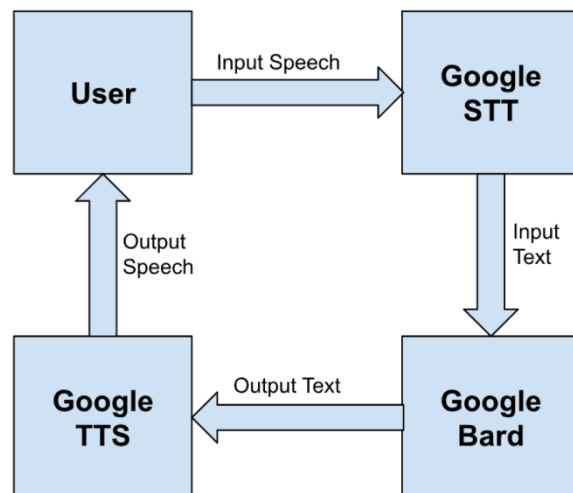 User
Input Speech
Google
STT
Input
Text
Google
Bard
Output Text
Google
TTS
Output
Speech